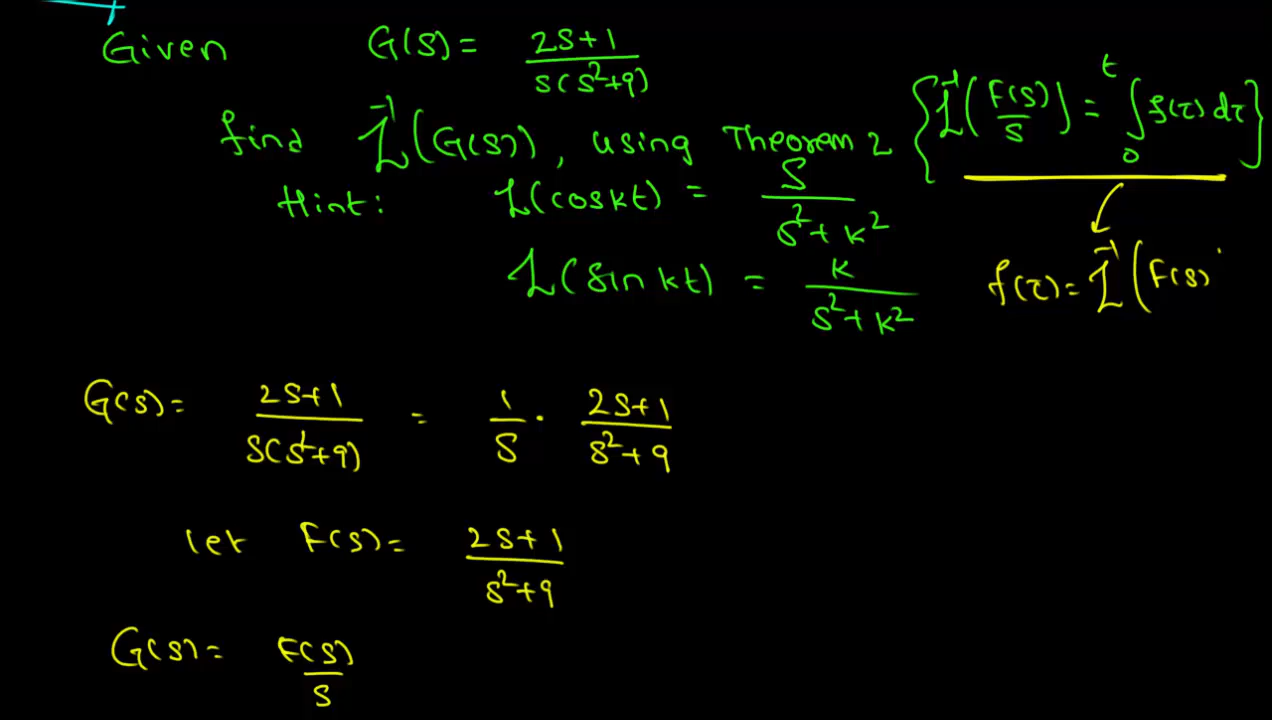 Given G(s) = 2s+1 / s(s²+9)
find L⁻¹(G(s)), using Theorem 2 { L⁻¹(F(s)/s) = ∫₀ᵗ f(τ) dτ }
Hint: L(cos kt) = s / s²+k²
L(sin kt) = k / s²+k²
f(τ) = L⁻¹(F(s)
G(s) = 2s+1 / s(s²+9) = 1/s · 2s+1 / s²+9
let F(s) = 2s+1 / s²+9
G(s) = F(s) / s